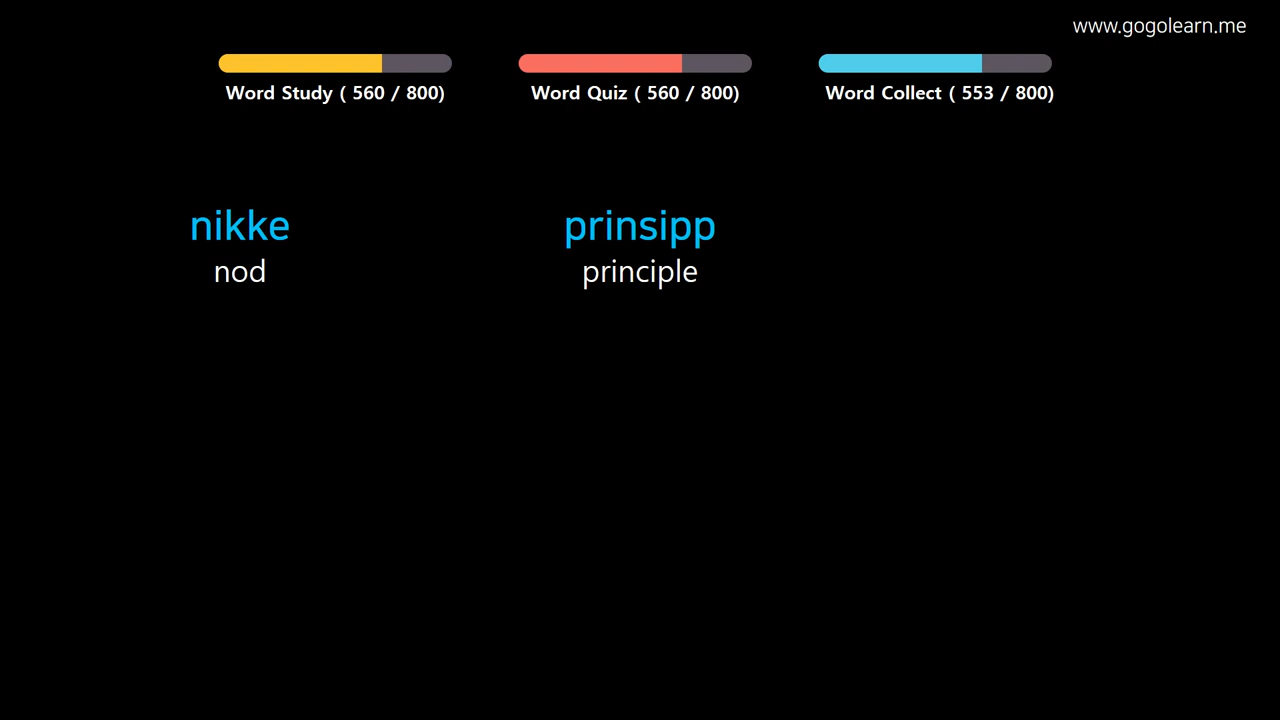 www.gogolearn.me
Word Study ( 560 / 800)
Word Quiz ( 560 / 800)
Word Collect ( 553 / 800)
nikke
nod
prinsipp
principle